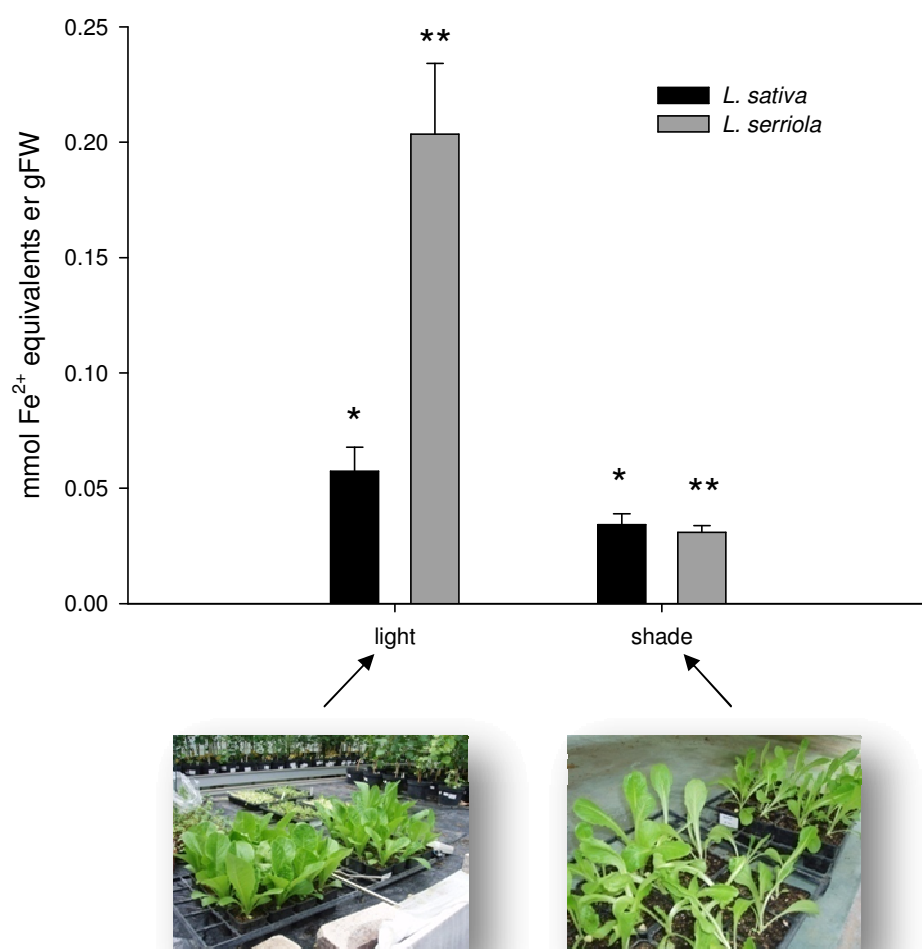 0.25
0.20
0.15
0.10
0.05
0.00
mmol Fe²⁺ equivalents er gFW
**
*
*
**
L. sativa
L. serriola
light
shade